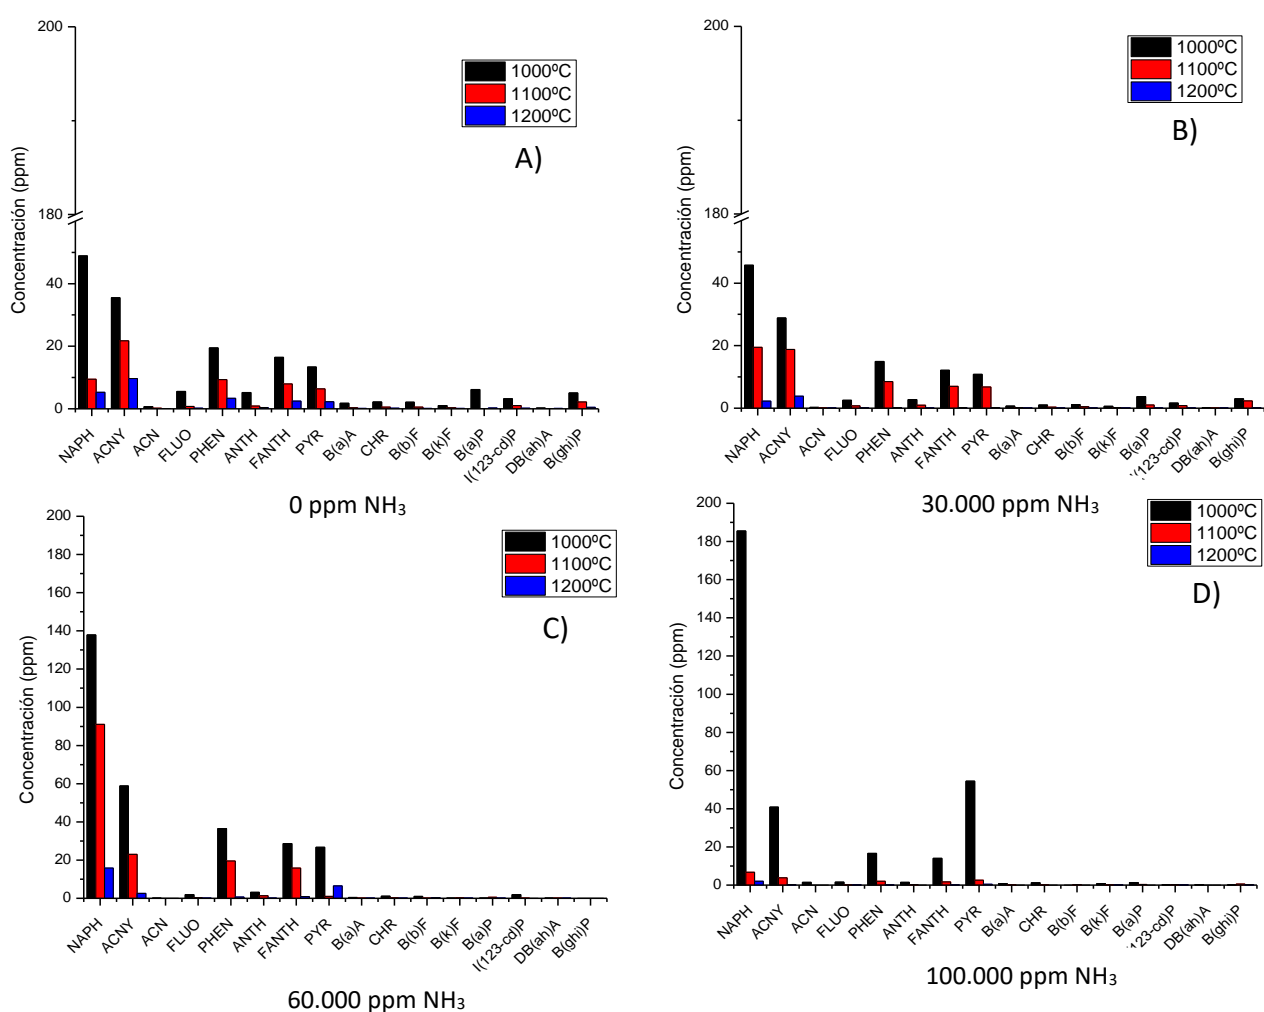 200
180
40
20
0
Concentración (ppm)
1000ºC
1100ºC
1200ºC
A)
NAPH
ACNY
ACN
FLUO
PHEN
ANTH
FANTH
PYR
B(a)A
CHR
B(b)F
B(k)F
B(a)P
I(123-cd)P
DB(ah)A
B(ghi)P
0 ppm NH₃
200
180
40
20
0
Concentración (ppm)
1000ºC
1100ºC
1200ºC
B)
NAPH
ACNY
ACN
FLUO
PHEN
ANTH
FANTH
PYR
B(a)A
CHR
B(b)F
B(k)F
B(a)P
(123-cd)P
DB(ah)A
B(ghi)P
30.000 ppm NH₃
200
180
160
140
120
100
80
60
40
20
0
Concentración (ppm)
1000ºC
1100ºC
1200ºC
C)
NAPH
ACNY
ACN
FLUO
PHEN
ANTH
FANTH
PYR
B(a)A
CHR
B(b)F
B(k)F
B(a)P
I(123-cd)P
DB(ah)A
B(ghi)P
60.000 ppm NH₃
200
180
160
140
120
100
80
60
40
20
0
Concentración (ppm)
1000ºC
1100ºC
1200ºC
D)
NAPH
ACNY
ACN
FLUO
PHEN
ANTH
FANTH
PYR
B(a)A
CHR
B(b)F
B(k)F
B(a)P
(123-cd)P
DB(ah)A
B(ghi)P
100.000 ppm NH₃